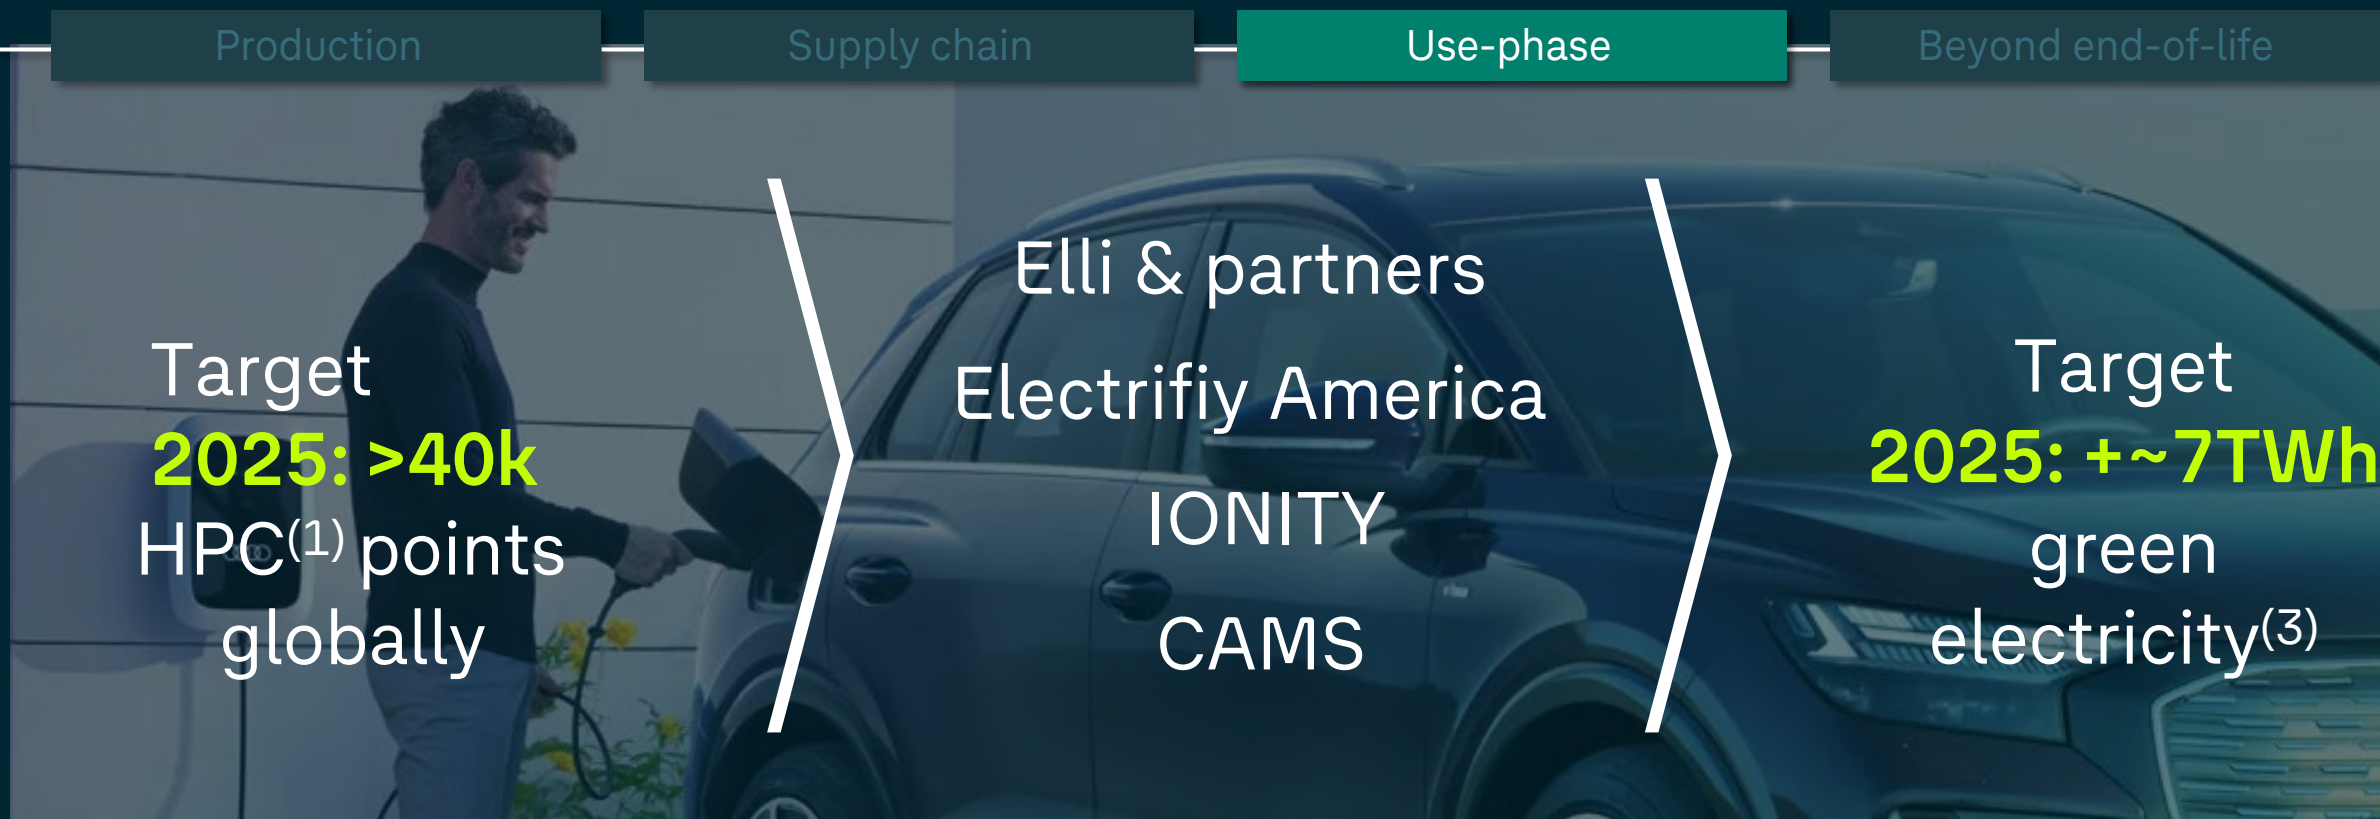 Production
Supply chain
Use-phase
Beyond end-of-life
Target
2025: >40k
HPC(1) points
globally
Elli & partners
Electrifiy America
IONITY
CAMS
Target
2025: +~7TWh
green
electricity(3)